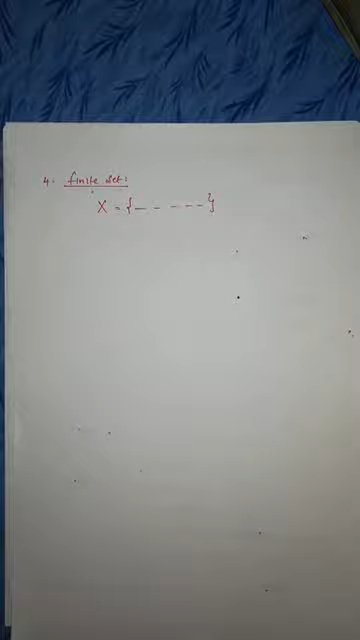 4. finite set:
X = {— — — — — —}